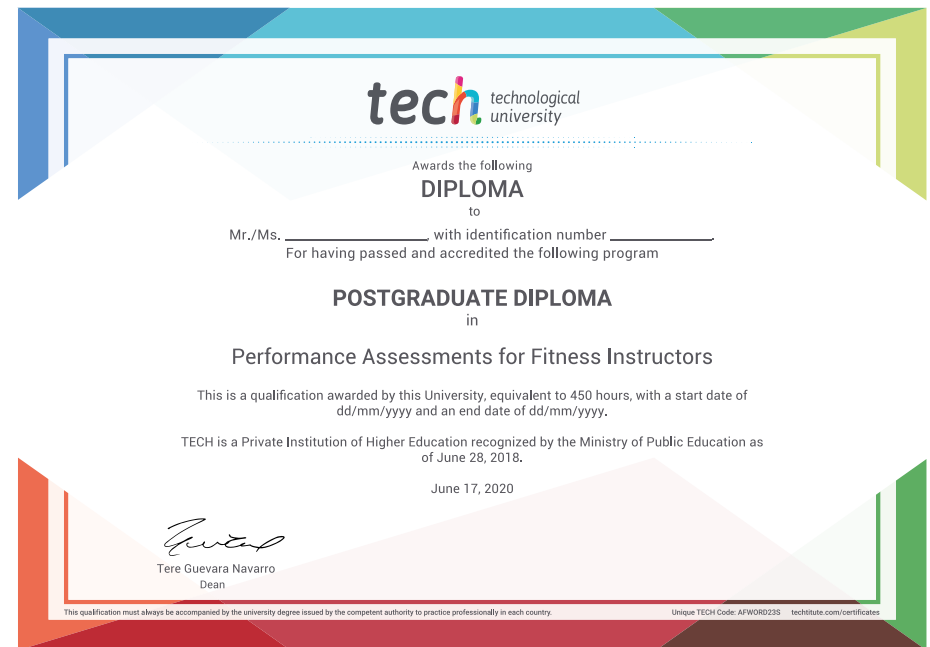 tech technological
university
Awards the following
DIPLOMA
to
Mr./Ms. ____________________, with identification number ______________.
For having passed and accredited the following program
POSTGRADUATE DIPLOMA
in
Performance Assessments for Fitness Instructors
This is a qualification awarded by this University, equivalent to 450 hours, with a start date of
dd/mm/yyyy and an end date of dd/mm/yyyy.
TECH is a Private Institution of Higher Education recognized by the Ministry of Public Education as
of June 28, 2018.
June 17, 2020
Tere Guevara Navarro
Dean
This qualification must always be accompanied by the university degree issued by the competent authority to practice professionally in each country.
Unique TECH Code: AFWORD23S techtitute.com/certificates